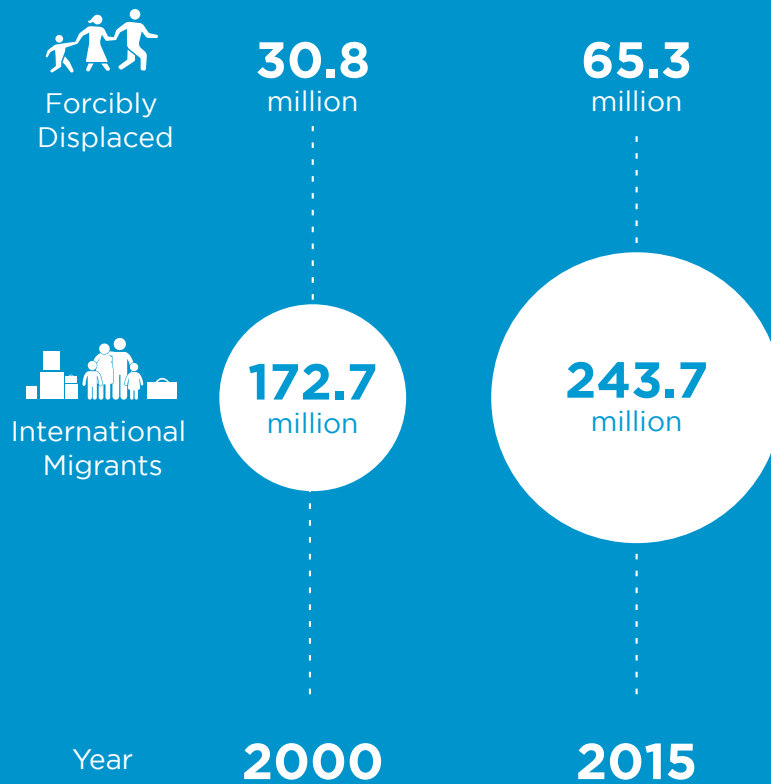 30.8
million
65.3
million
Forcibly
Displaced
172.7
million
243.7
million
International
Migrants
Year
2000
2015